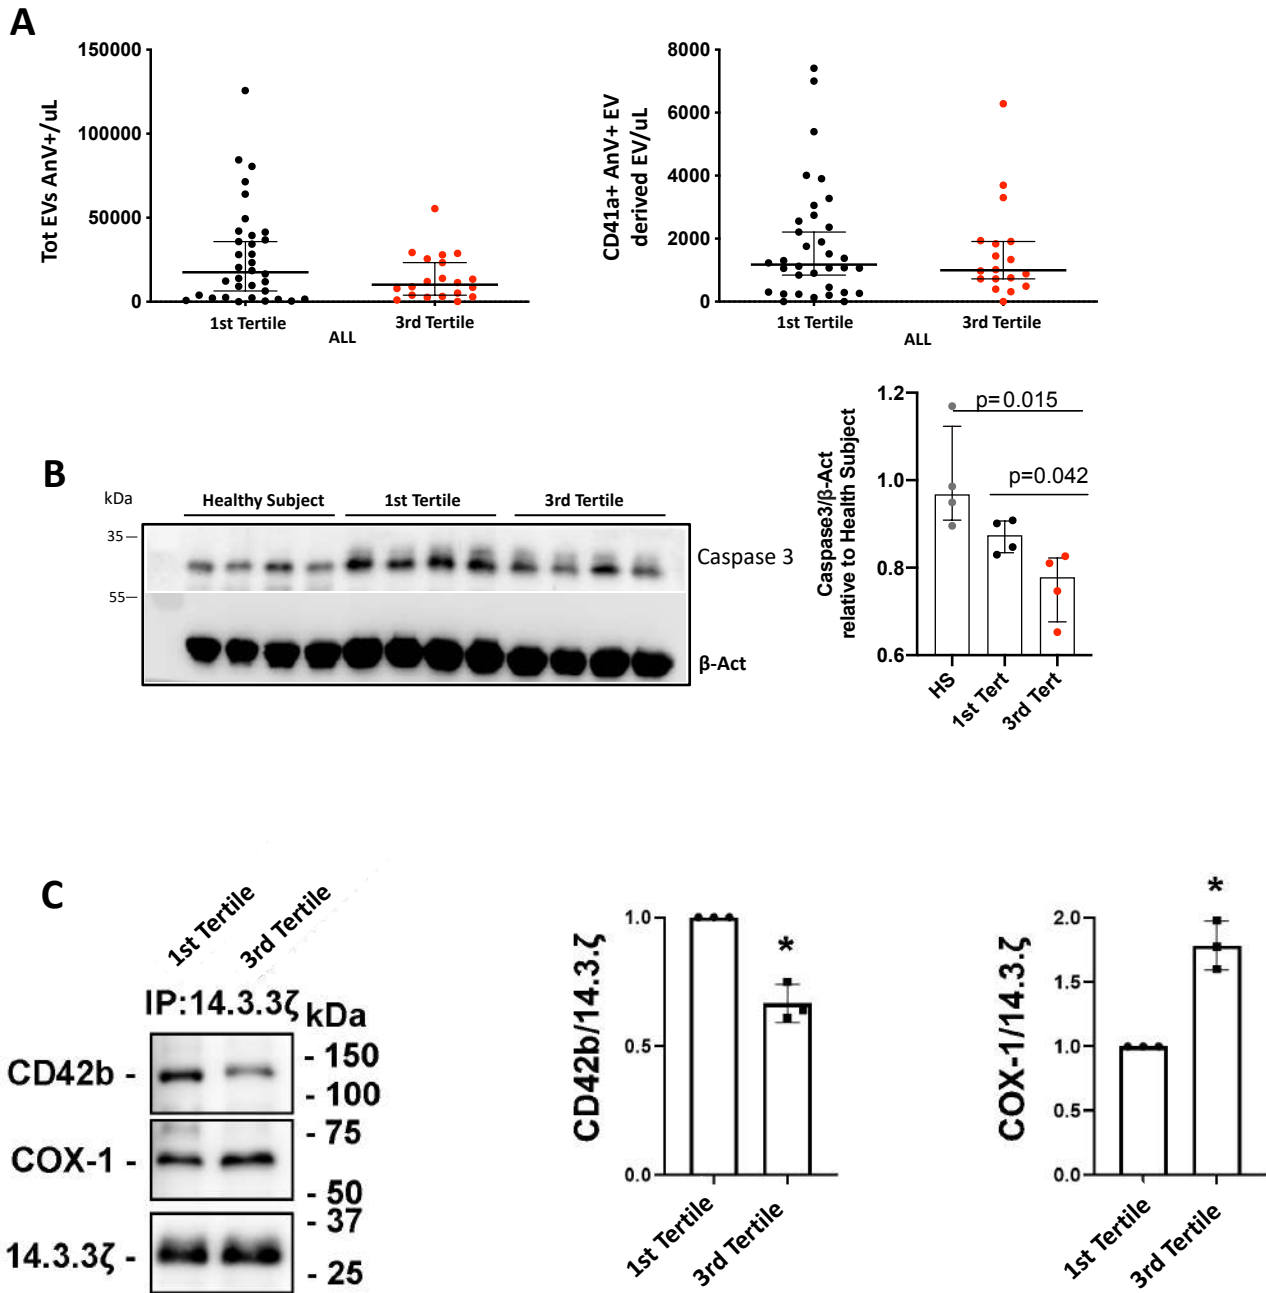 A
Tot EVs AnV+/uL
150000
100000
50000
0
1st Tertile
3rd Tertile
ALL
CD41a+ AnV+ EV
derived EV/uL
8000
6000
4000
2000
0
1st Tertile
3rd Tertile
ALL
B
kDa
Healthy Subject
1st Tertile
3rd Tertile
35
55
Caspase 3
β-Act
Caspase3/β-Act
relative to Health Subject
1.2
1.0
0.8
0.6
p=0.015
p=0.042
HS
1st Tert
3rd Tert
C
1st Tertile
3rd Tertile
IP:14.3.3ζ
kDa
CD42b -
- 150
- 100
COX-1 -
- 75
- 50
14.3.3ζ -
- 37
- 25
CD42b/14.3.ζ
1.0
0.5
0.0
*
1st Tertile
3rd Tertile
COX-1/14.3.ζ
2.0
1.5
1.0
0.5
0.0
*
1st Tertile
3rd Tertile